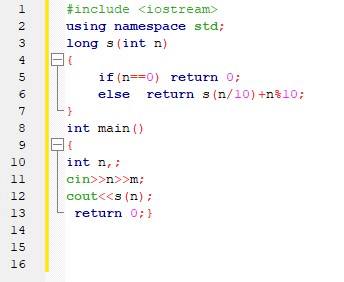 1 #include <iostream>
2 using namespace std;
3 long s(int n)
4 {
5 if(n==0) return 0;
6 else return s(n/10)+n%10;
7 }
8 int main()
9 {
10 int n,;
11 cin>>n>>m;
12 cout<<s(n);
13 return 0;}
14
15
16